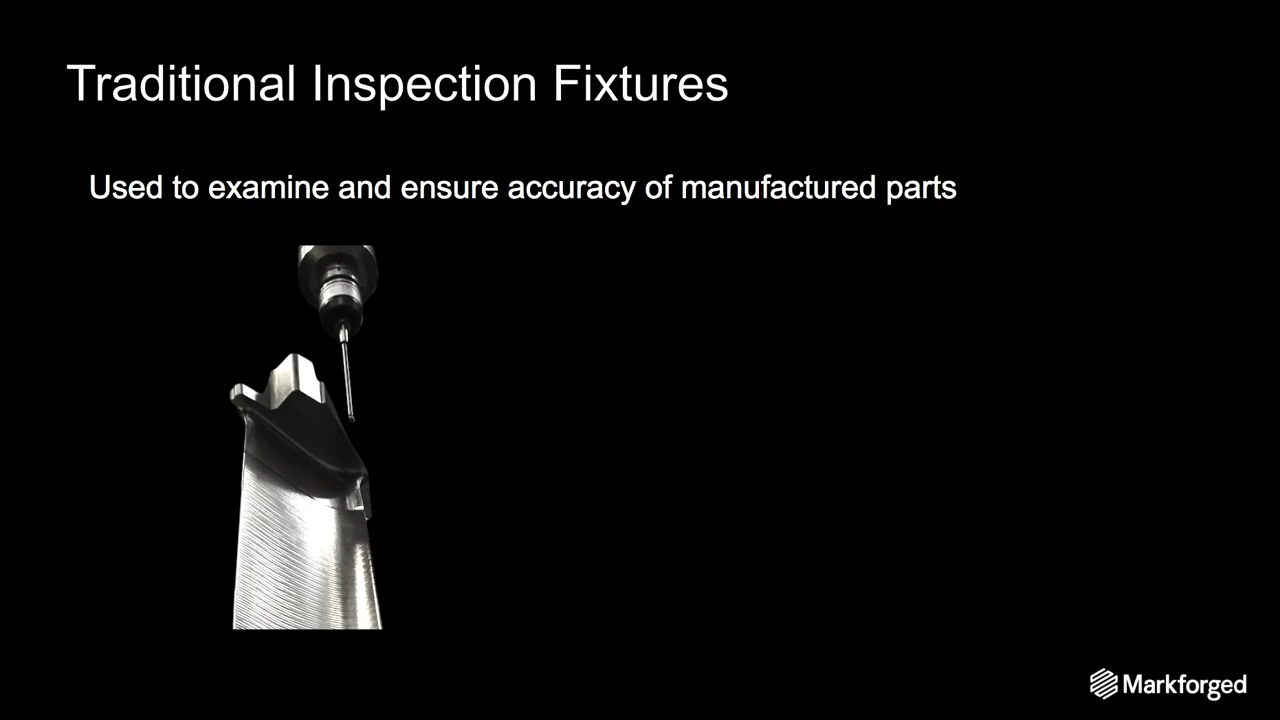 Traditional Inspection Fixtures
Used to examine and ensure accuracy of manufactured parts
Markforged